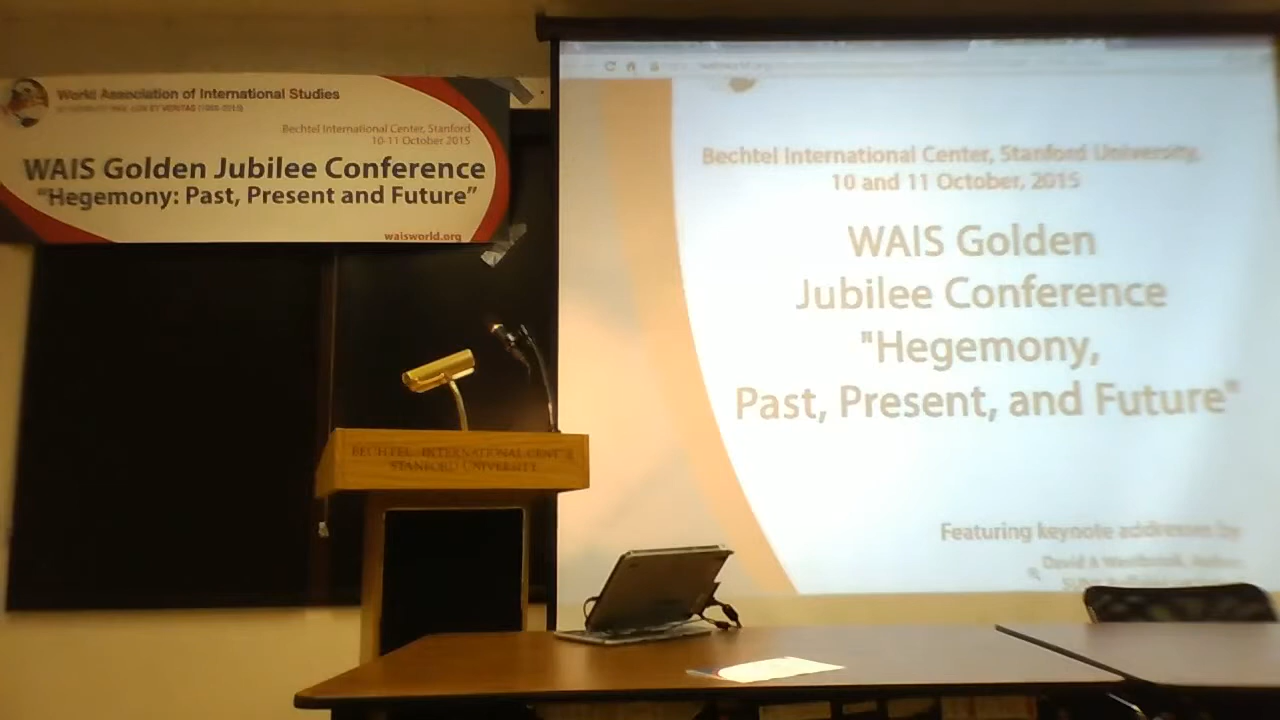 World Association of International Studies
Bechtel International Center, Stanford
10-11 October 2015
WAIS Golden Jubilee Conference
"Hegemony: Past, Present and Future"
waisworld.org
BECHTEL INTERNATIONAL CENTER
STANFORD UNIVERSITY
Bechtel International Center, Stanford University,
10 and 11 October, 2015
WAIS Golden
Jubilee Conference
"Hegemony,
Past, Present, and Future"
Featuring keynote addresses by
David A